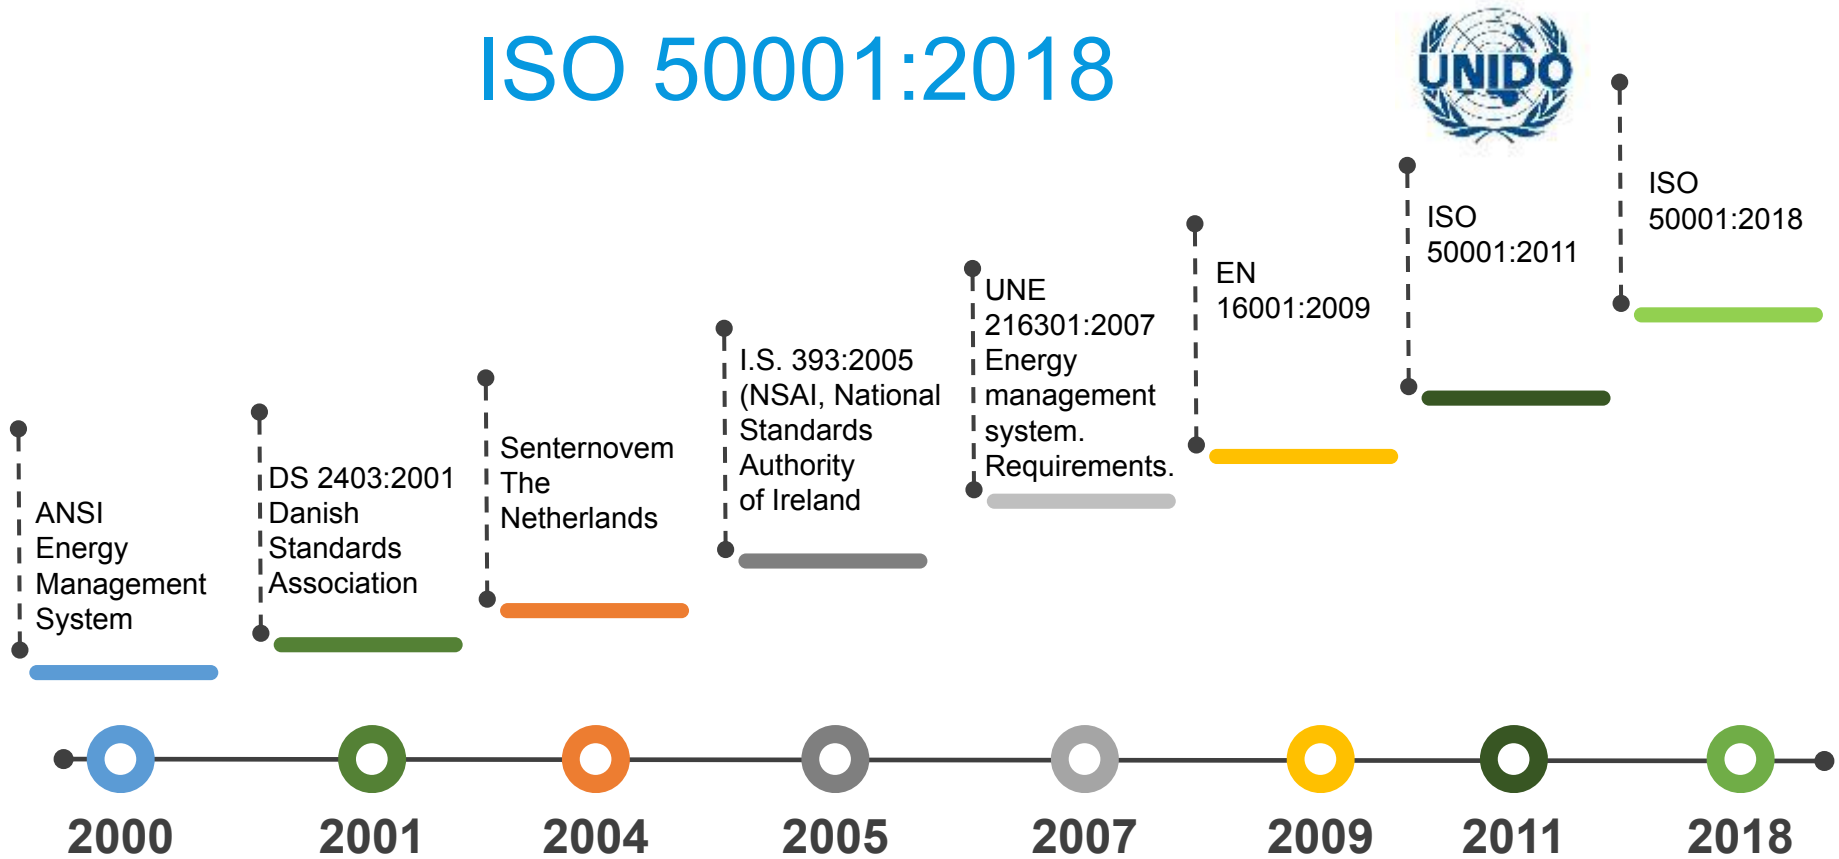 ISO 50001:2018
UNIDO
ANSI
Energy
Management
System
DS 2403:2001
Danish
Standards
Association
Senternovem
The
Netherlands
I.S. 393:2005
(NSAI, National
Standards
Authority
of Ireland
UNE
216301:2007
Energy
management
system.
Requirements.
EN
16001:2009
ISO
50001:2011
ISO
50001:2018
2000
2001
2004
2005
2007
2009
2011
2018